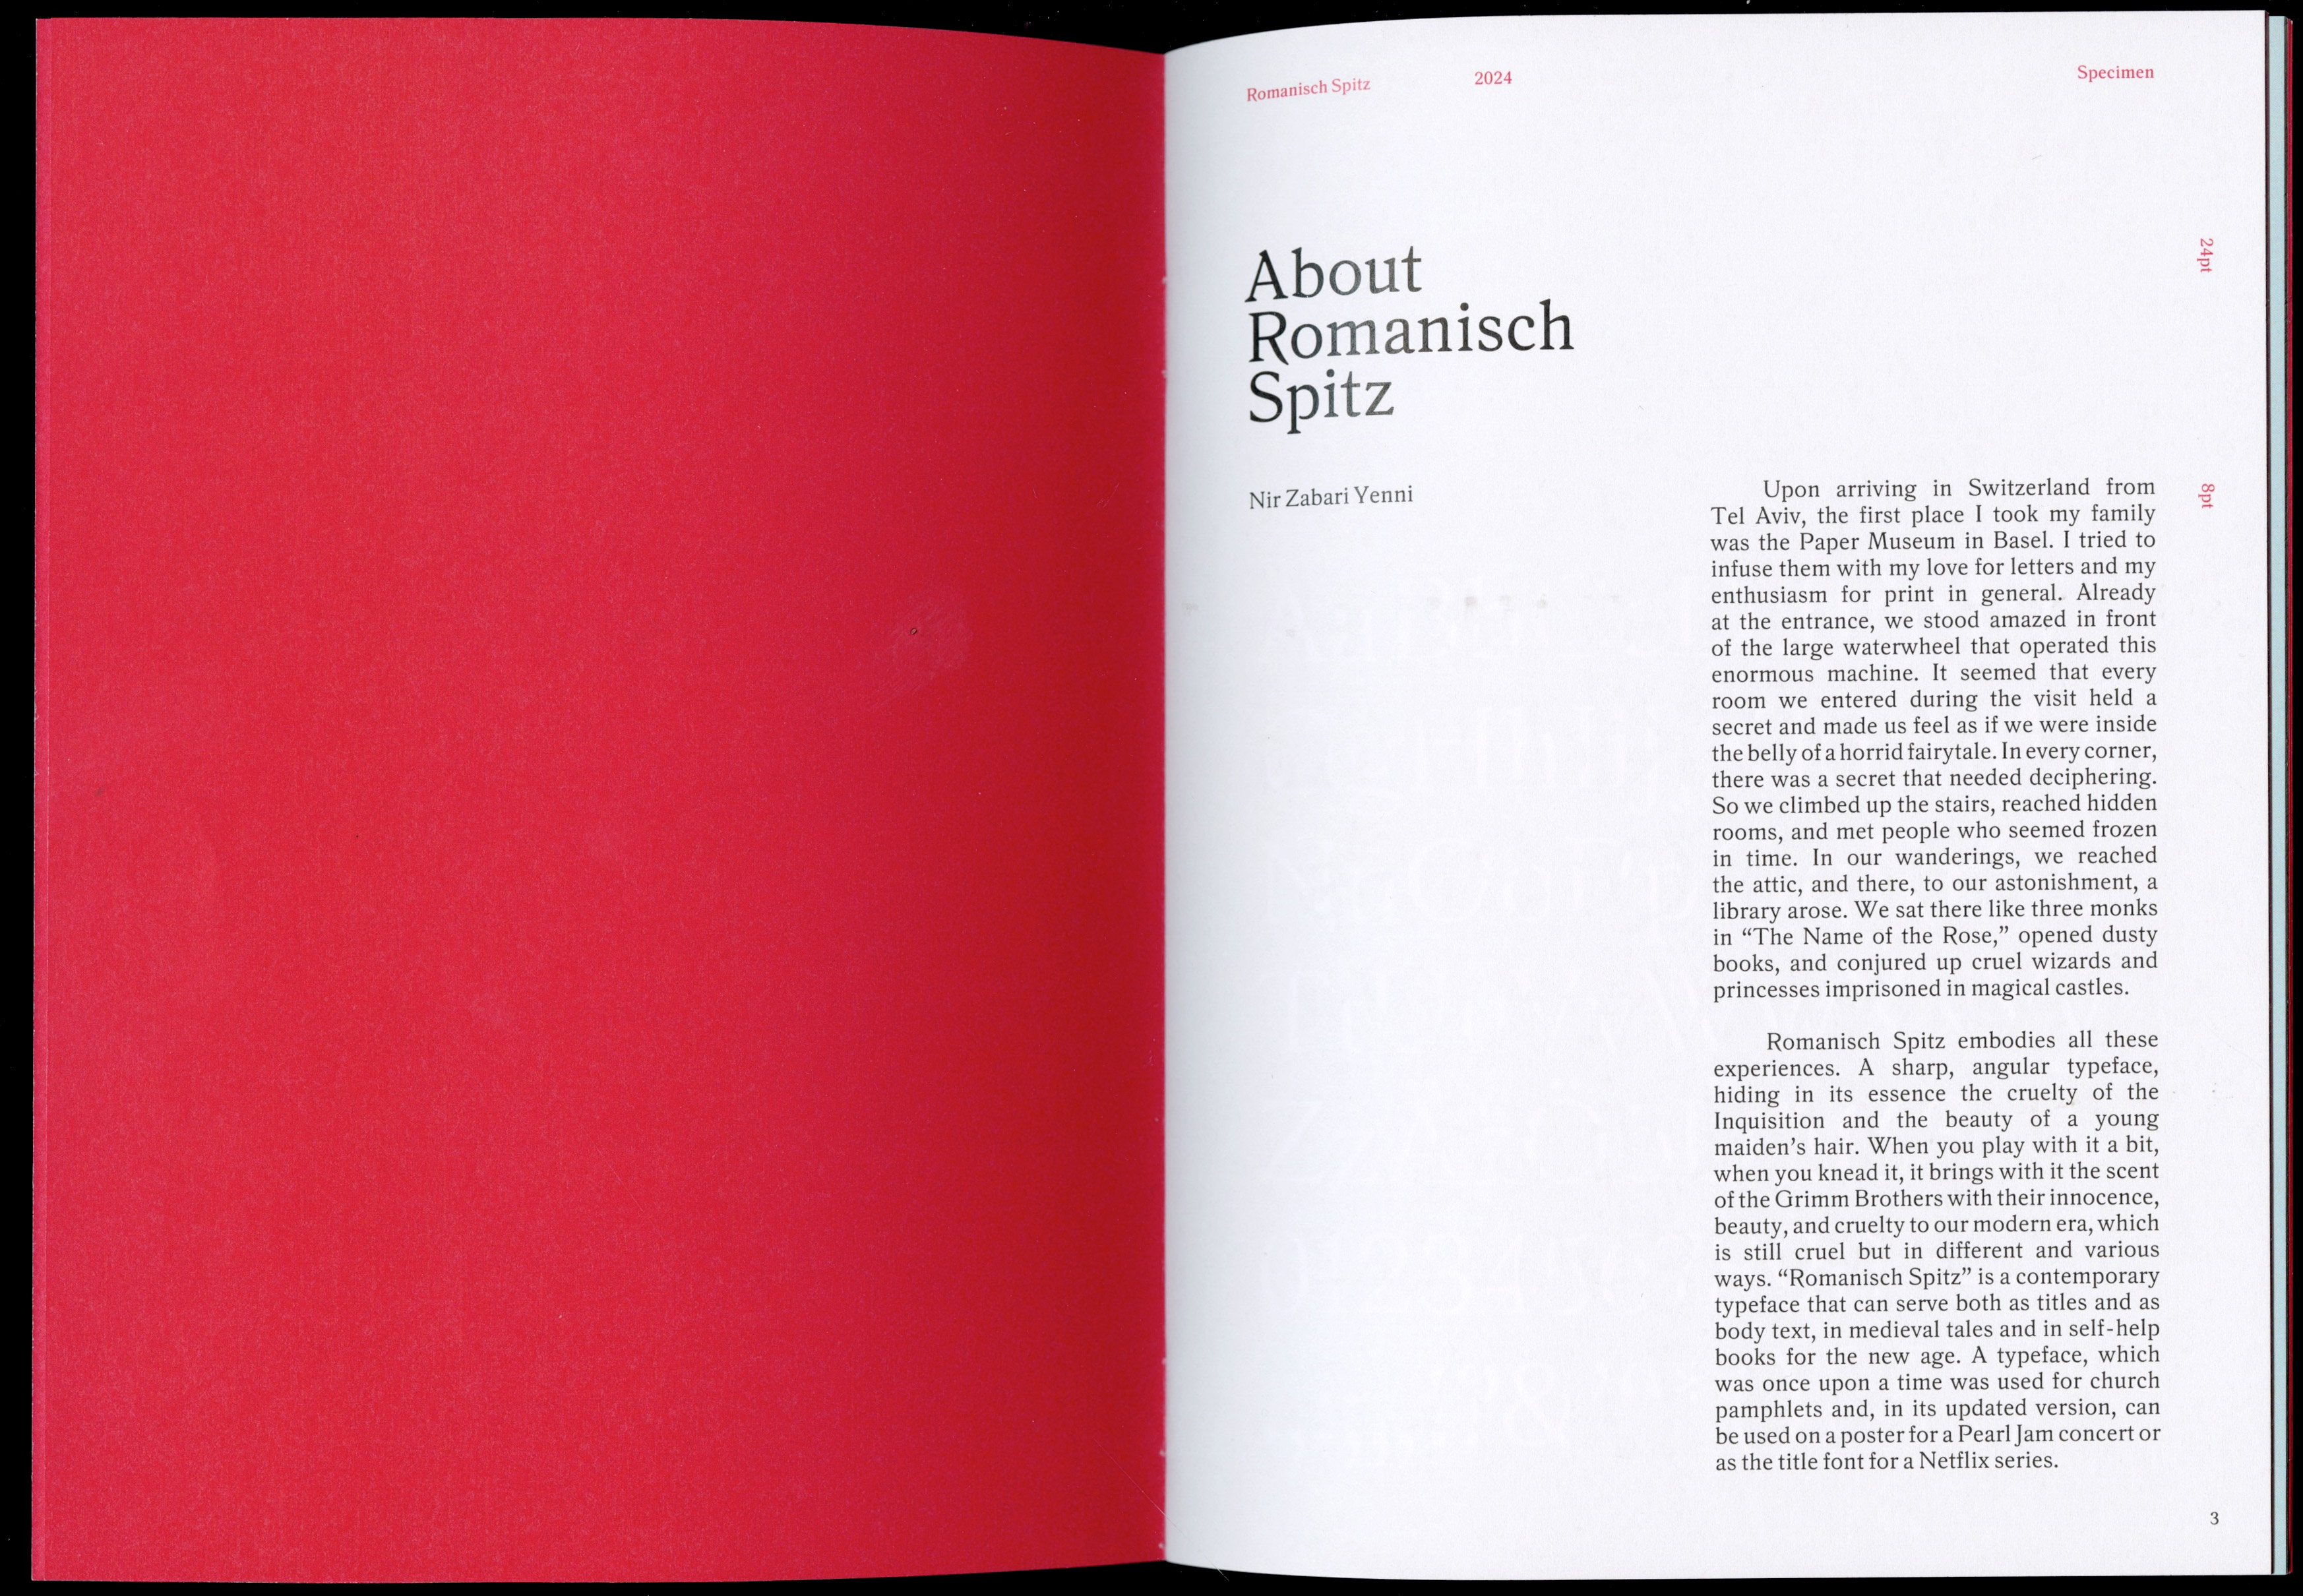 Romanisch Spitz
2024
Specimen
About
Romanisch
Spitz
24pt
Nir Zabari Yenni
8pt
Upon arriving in Switzerland from
Tel Aviv, the first place I took my family
was the Paper Museum in Basel. I tried to
infuse them with my love for letters and my
enthusiasm for print in general. Already
at the entrance, we stood amazed in front
of the large waterwheel that operated this
enormous machine. It seemed that every
room we entered during the visit held a
secret and made us feel as if we were inside
the belly of a horrid fairytale. In every corner,
there was a secret that needed deciphering.
So we climbed up the stairs, reached hidden
rooms, and met people who seemed frozen
in time. In our wanderings, we reached
the attic, and there, to our astonishment, a
library arose. We sat there like three monks
in “The Name of the Rose,” opened dusty
books, and conjured up cruel wizards and
princesses imprisoned in magical castles.
Romanisch Spitz embodies all these
experiences. A sharp, angular typeface,
hiding in its essence the cruelty of the
Inquisition and the beauty of a young
maiden’s hair. When you play with it a bit,
when you knead it, it brings with it the scent
of the Grimm Brothers with their innocence,
beauty, and cruelty to our modern era, which
is still cruel but in different and various
ways. “Romanisch Spitz” is a contemporary
typeface that can serve both as titles and as
body text, in medieval tales and in self-help
books for the new age. A typeface, which
was once upon a time was used for church
pamphlets and, in its updated version, can
be used on a poster for a Pearl Jam concert or
as the title font for a Netflix series.
3